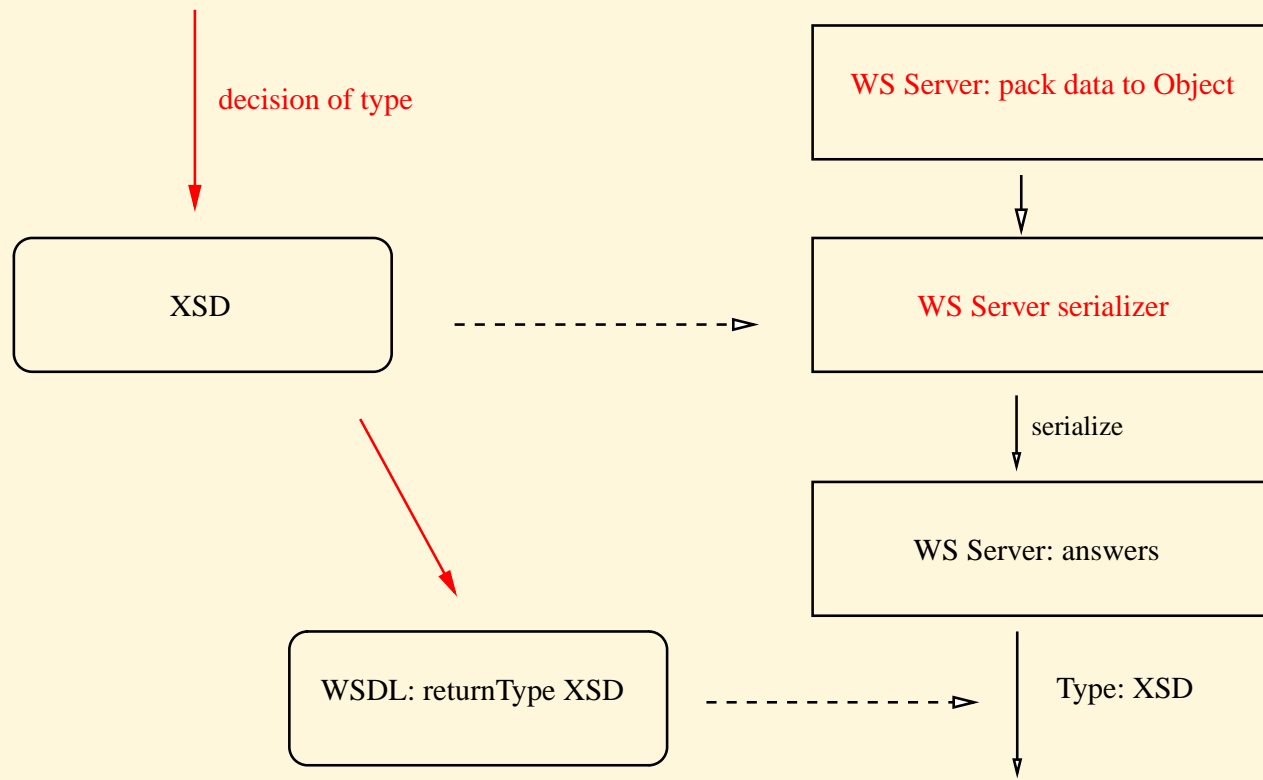 decision of type
WS Server: pack data to Object
XSD
WS Server serializer
serialize
WS Server: answers
WSDL: returnType XSD
Type: XSD